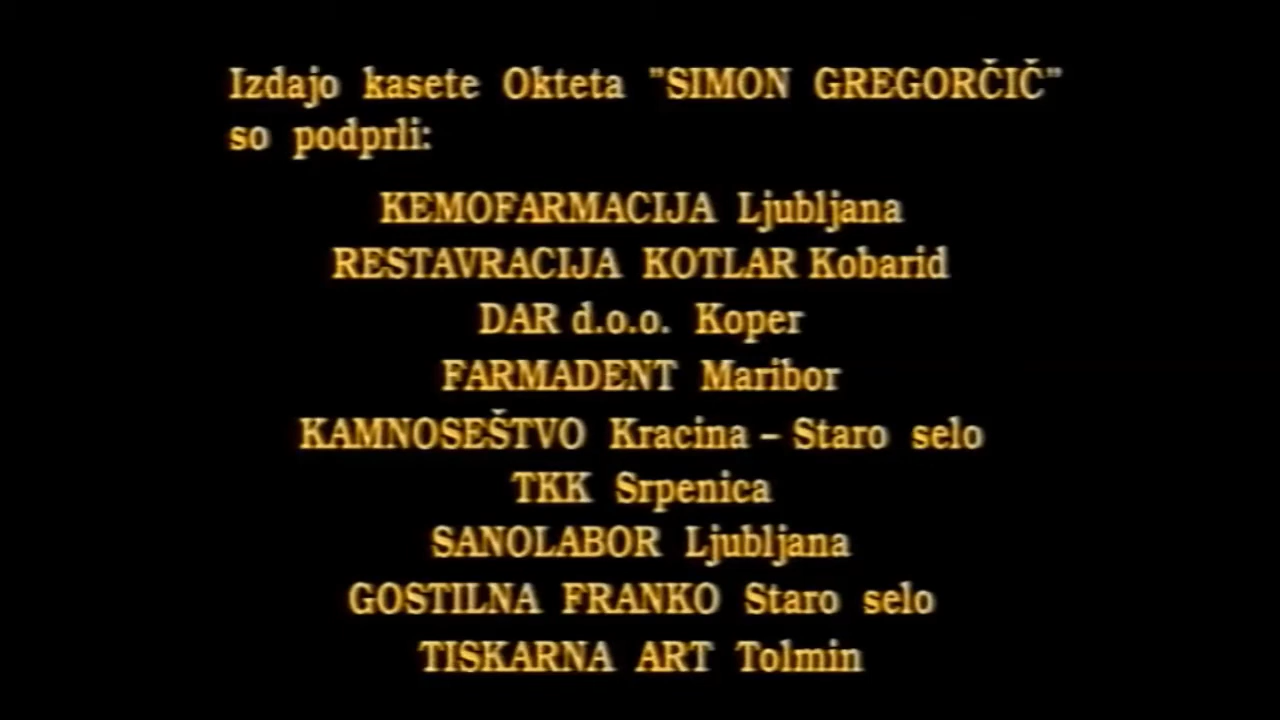 Izdajo kasete Okteta "SIMON GREGORČIČ"
so podprli:
KEMOFARMACIJA Ljubljana
RESTAVRACIJA KOTLAR Kobarid
DAR d.o.o. Koper
FARMADENT Maribor
KAMNOSEŠTVO Kracina – Staro selo
TKK Srpenica
SANOLABOR Ljubljana
GOSTILNA FRANKO Staro selo
TISKARNA ART Tolmin